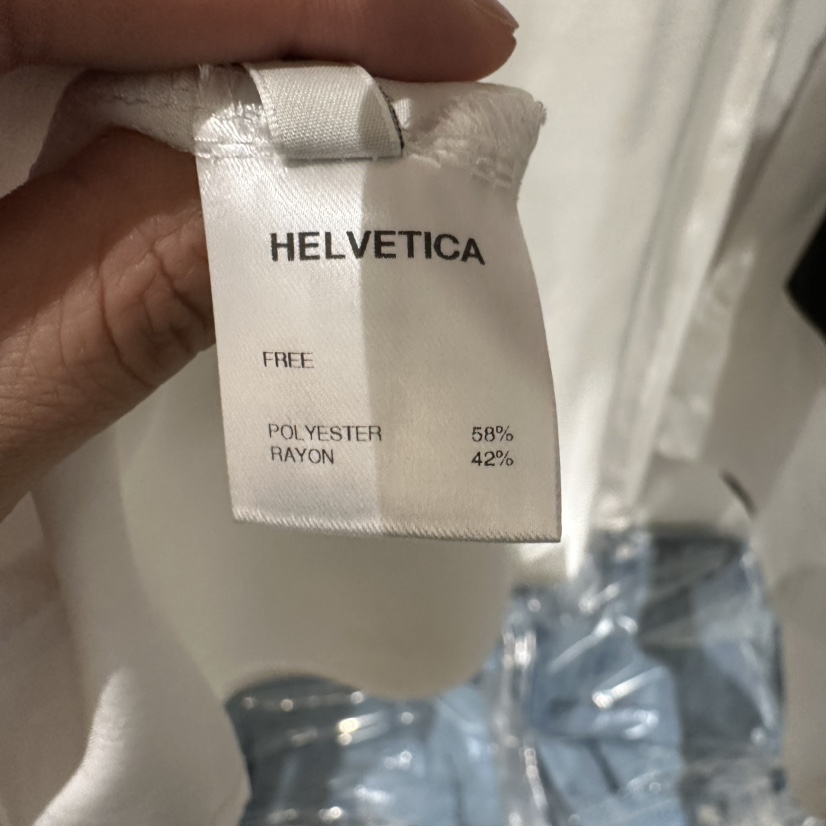 HELVETICA
FREE
POLYESTER 58%
RAYON 42%